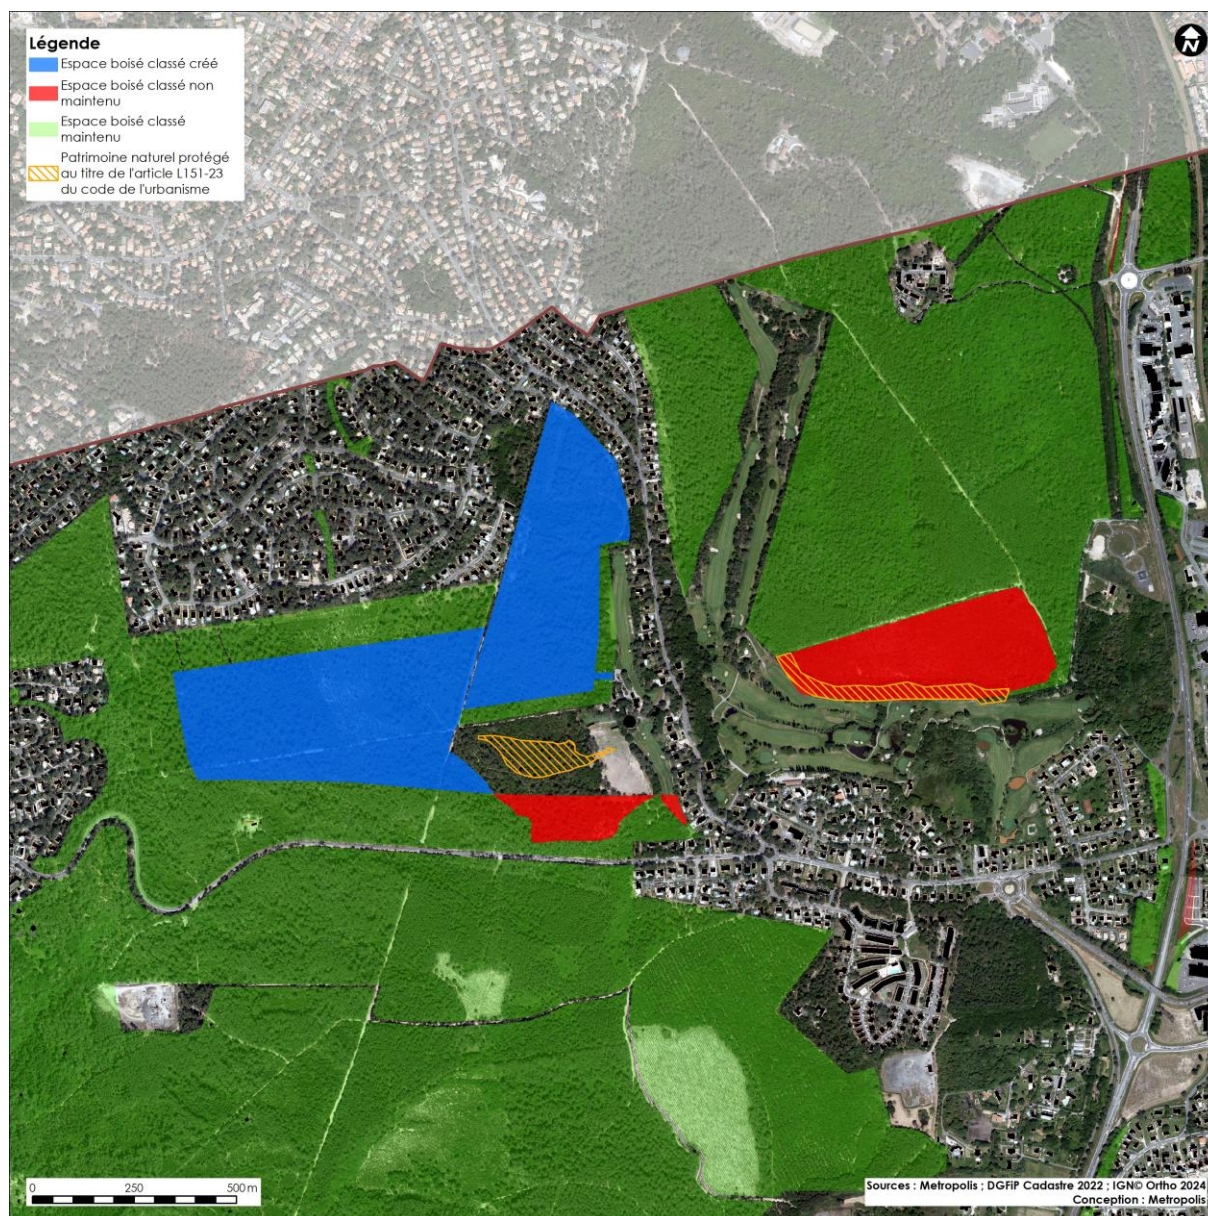 Légende
Espace boisé classé créé
Espace boisé classé non
maintenu
Espace boisé classé
maintenu
Patrimoine naturel protégé
au titre de l'article L151-23
du code de l'urbanisme
N
0 250 500 m
Sources : Metropolis ; DGFiP Cadastre 2022 ; IGN© Ortho 2024
Conception : Metropolis